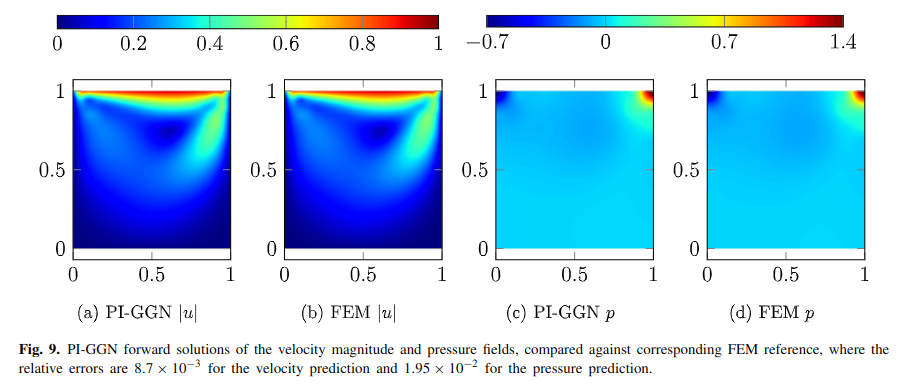 0 0.2 0.4 0.6 0.8 1 −0.7 0 0.7 1.4
1 1 1 1
0.5 0.5 0.5 0.5
0 0 0 0
0 0.5 1 0 0.5 1 0 0.5 1 0 0.5 1
(a) PI-GGN |u| (b) FEM |u| (c) PI-GGN p (d) FEM p
Fig. 9. PI-GGN forward solutions of the velocity magnitude and pressure fields, compared against corresponding FEM reference, where the
relative errors are 8.7 × 10⁻³ for the velocity prediction and 1.95 × 10⁻² for the pressure prediction.